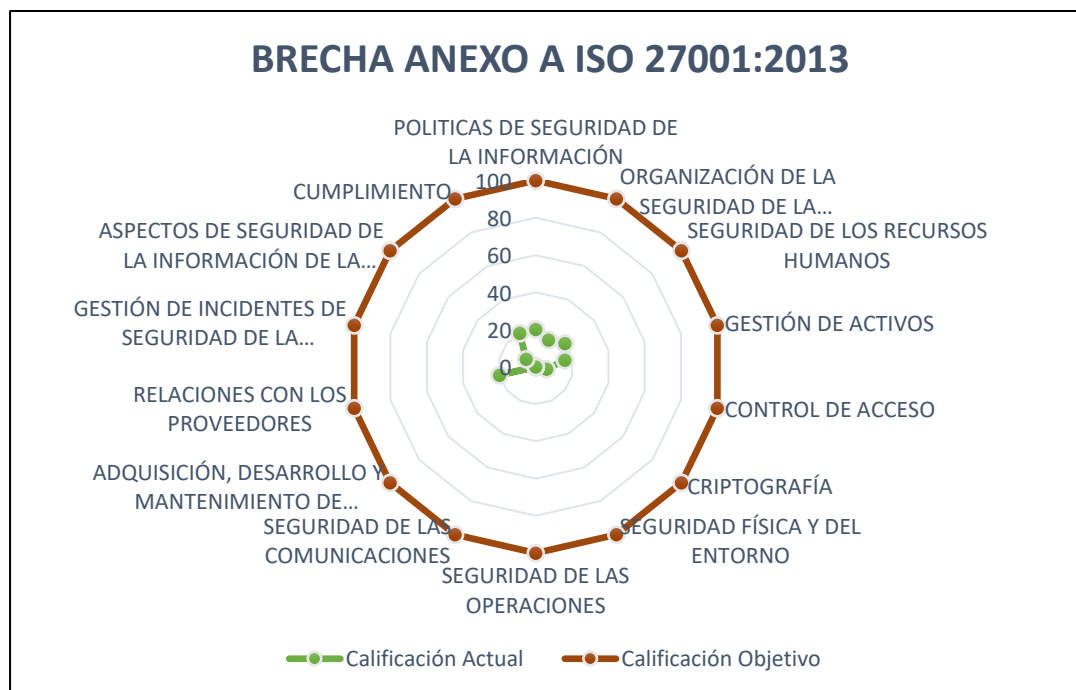 BRECHA ANEXO A ISO 27001:2013
POLITICAS DE SEGURIDAD DE
LA INFORMACIÓN
ORGANIZACIÓN DE LA
SEGURIDAD DE LA...
SEGURIDAD DE LOS RECURSOS
HUMANOS
GESTIÓN DE ACTIVOS
CONTROL DE ACCESO
CRIPTOGRAFÍA
SEGURIDAD FÍSICA Y DEL
ENTORNO
SEGURIDAD DE LAS
OPERACIONES
SEGURIDAD DE LAS
COMUNICACIONES
ADQUISICIÓN, DESARROLLO Y
MANTENIMIENTO DE...
RELACIONES CON LOS
PROVEEDORES
GESTIÓN DE INCIDENTES DE
SEGURIDAD DE LA...
ASPECTOS DE SEGURIDAD DE
LA INFORMACIÓN DE LA...
CUMPLIMIENTO
100
80
60
40
20
0
Calificación Actual
Calificación Objetivo